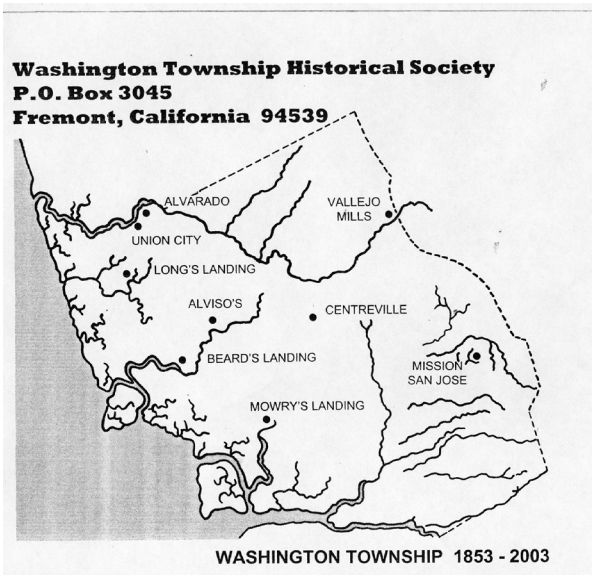 Washington Township Historical Society
P.O. Box 3045
Fremont, California 94539
ALVARADO
VALLEJO
MILLS
UNION CITY
LONG'S LANDING
ALVISO'S
CENTREVILLE
BEARD'S LANDING
MISSION
SAN JOSE
MOWRY'S LANDING
WASHINGTON TOWNSHIP 1853 - 2003